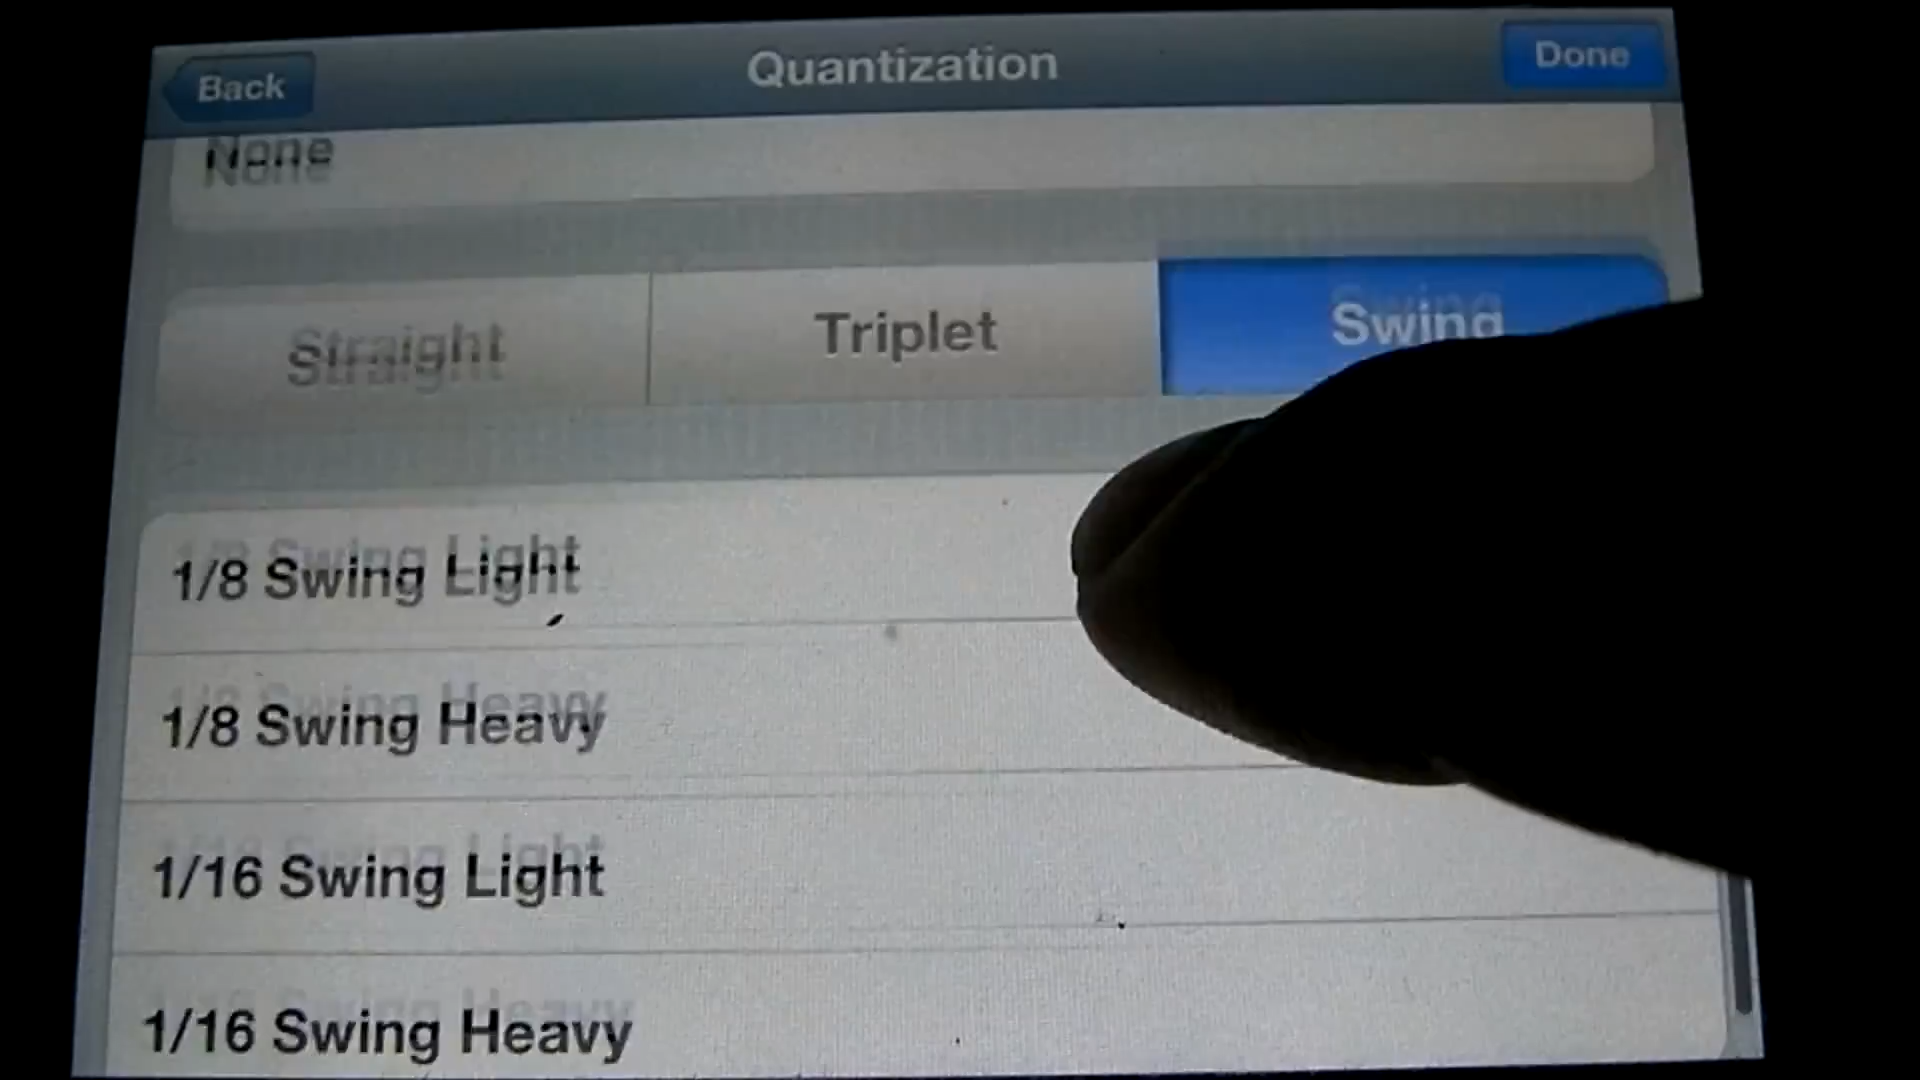 Back
Quantization
Done
None
Straight
Triplet
Swing
1/8 Swing Light
1/8 Swing Heavy
1/16 Swing Light
1/16 Swing Heavy